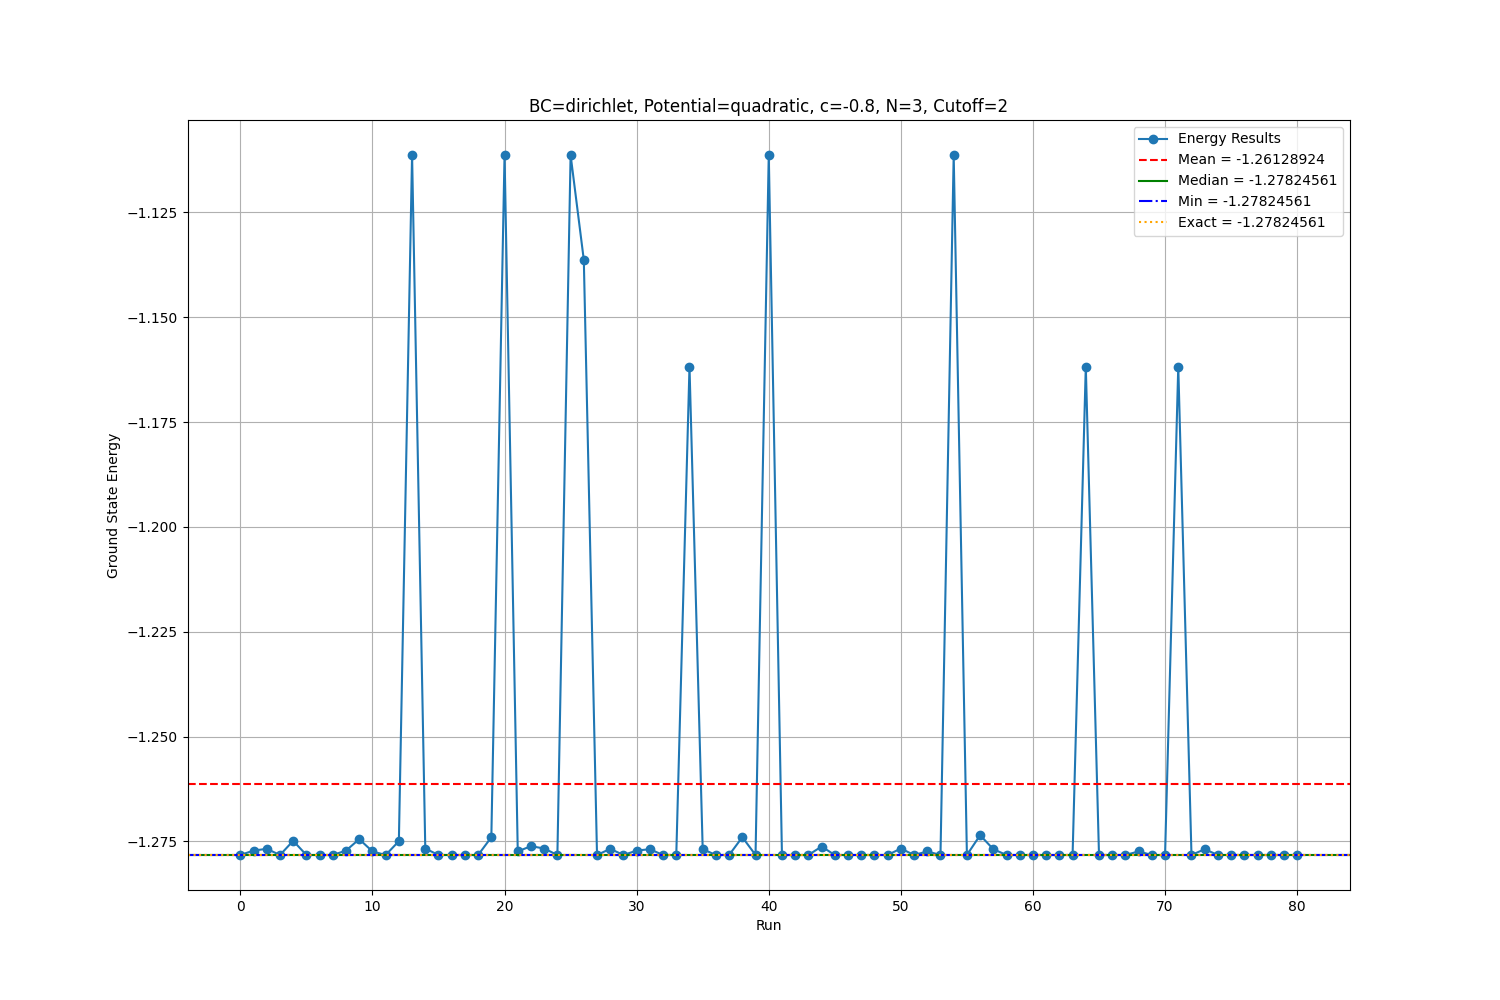 BC=dirichlet, Potential=quadratic, c=-0.8, N=3, Cutoff=2
Energy Results
Mean = -1.26128924
Median = -1.27824561
Min = -1.27824561
Exact = -1.27824561
Ground State Energy
−1.125
−1.150
−1.175
−1.200
−1.225
−1.250
−1.275
0 10 20 30 40 50 60 70 80
Run